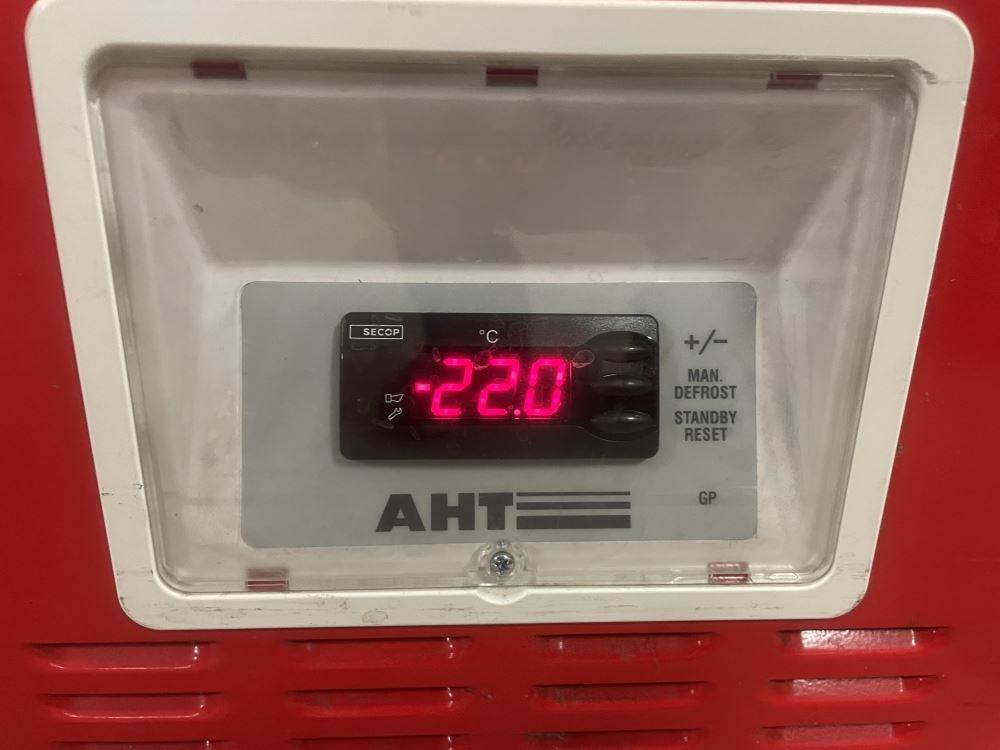 SECOP
°C
-22.0
+/-
MAN.
DEFROST
STANDBY
RESET
GP
AHT